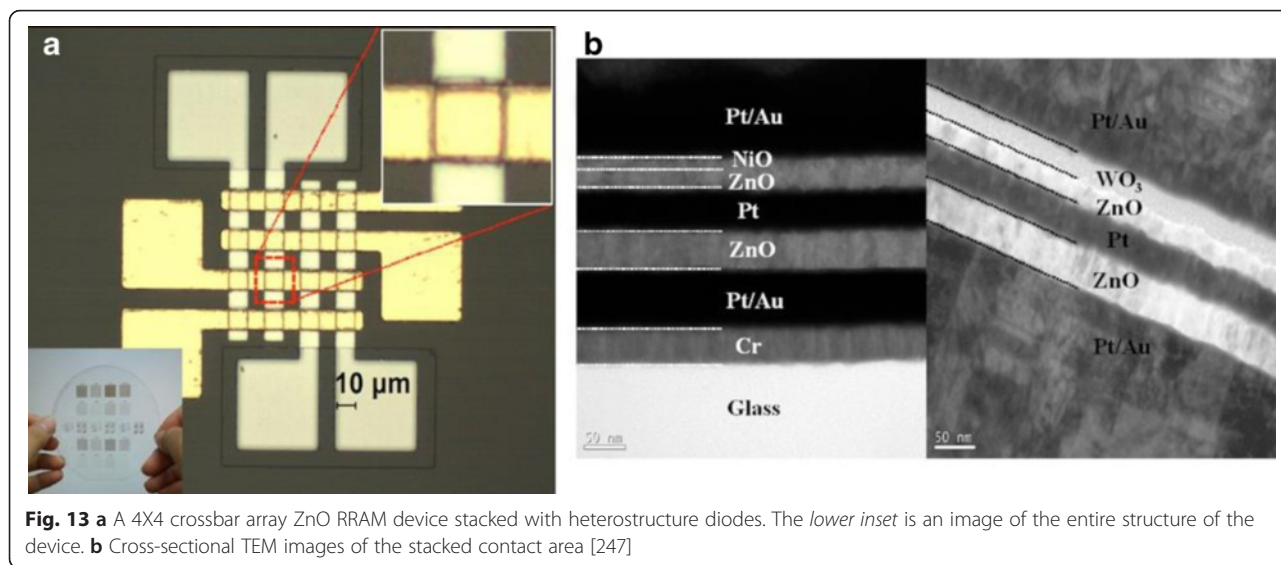 a
10 μm
b
Pt/Au
NiO
ZnO
Pt
ZnO
Pt/Au
Cr
Glass
50 nm
Pt/Au
WO₃
ZnO
Pt
ZnO
Pt/Au
50 nm
Fig. 13 a A 4X4 crossbar array ZnO RRAM device stacked with heterostructure diodes. The lower inset is an image of the entire structure of the
device. b Cross-sectional TEM images of the stacked contact area [247]